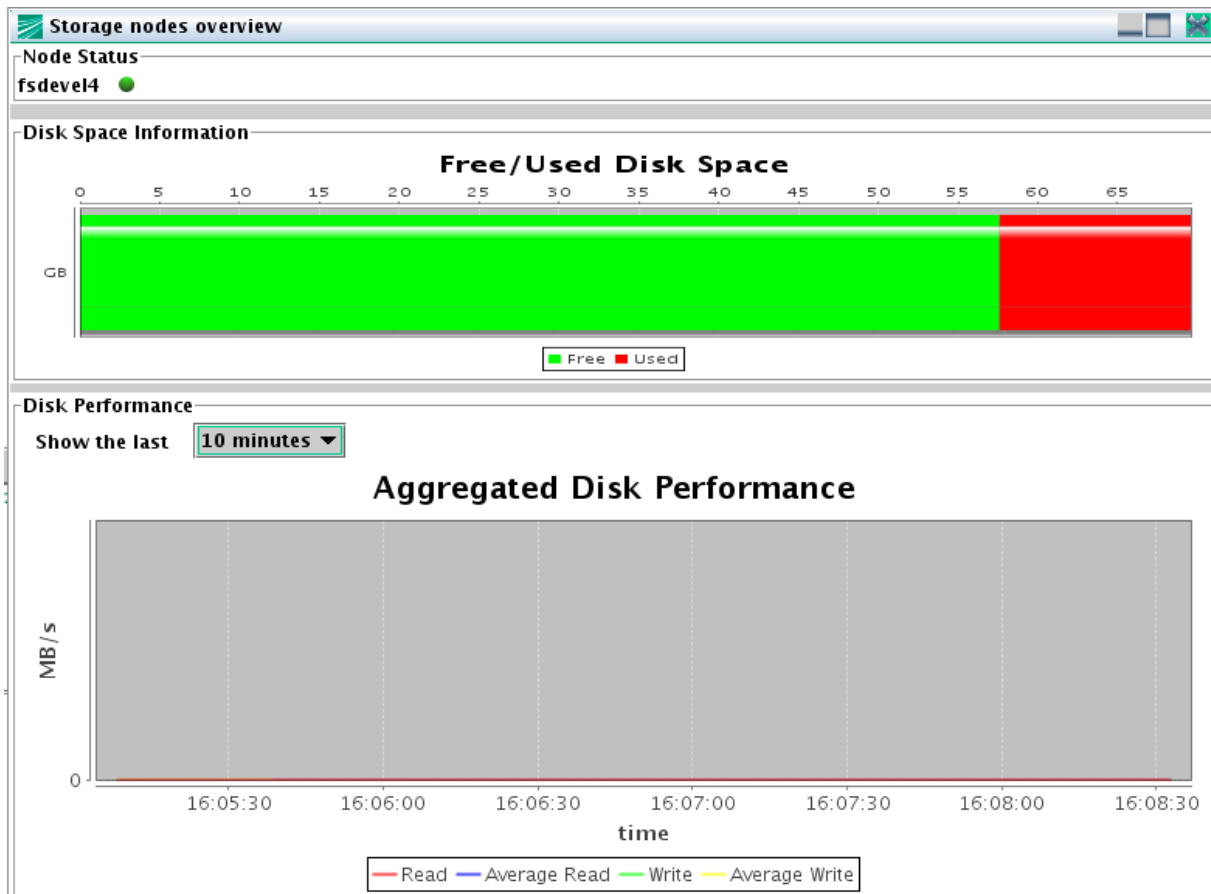 Storage nodes overview
Node Status
fsdevel4
Disk Space Information
Free/Used Disk Space
0 5 10 15 20 25 30 35 40 45 50 55 60 65
GB
Free Used
Disk Performance
Show the last 10 minutes
Aggregated Disk Performance
MB/s
0
16:05:30 16:06:00 16:06:30 16:07:00 16:07:30 16:08:00 16:08:30
time
Read Average Read Write Average Write